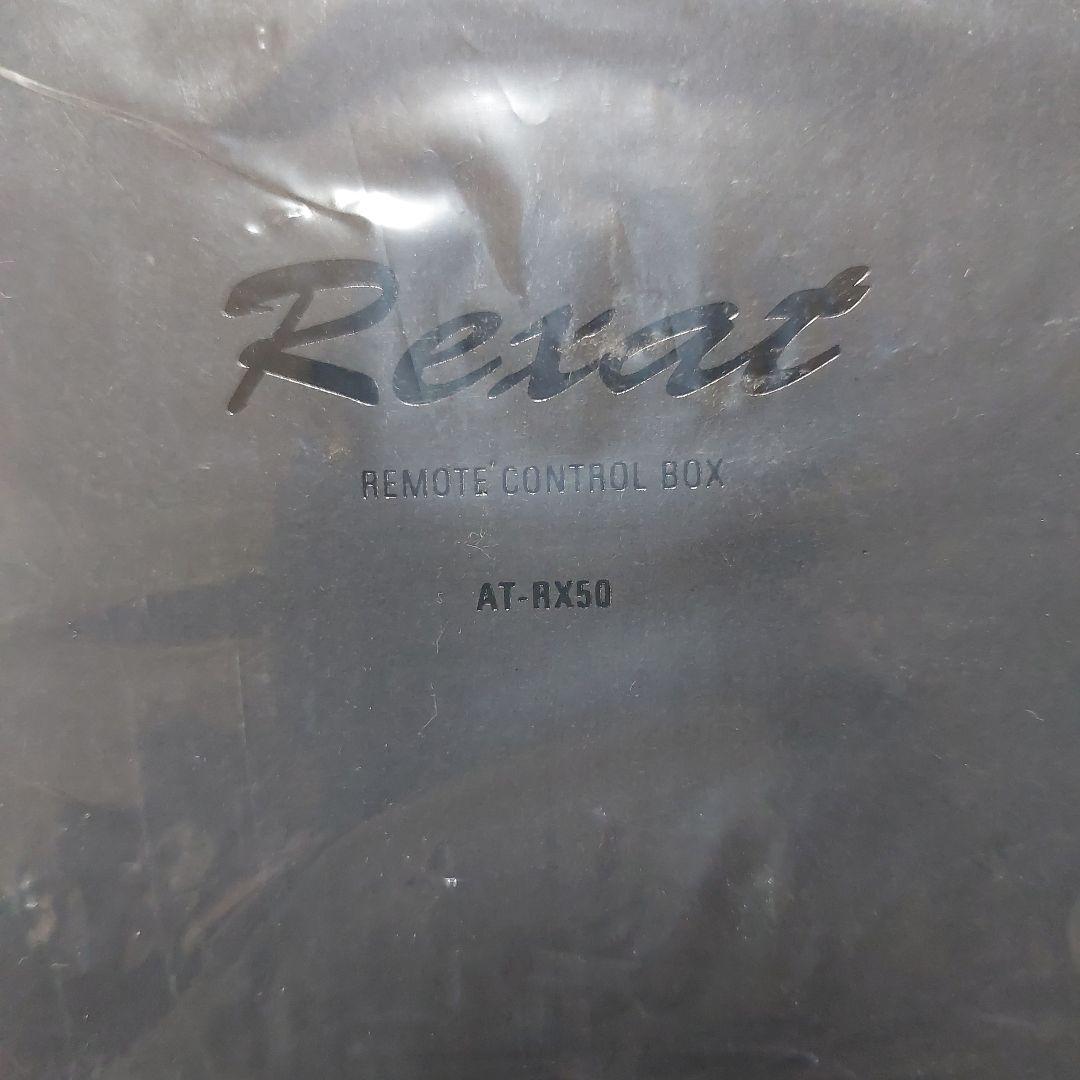 Rexat
REMOTE CONTROL BOX
AT-RX50